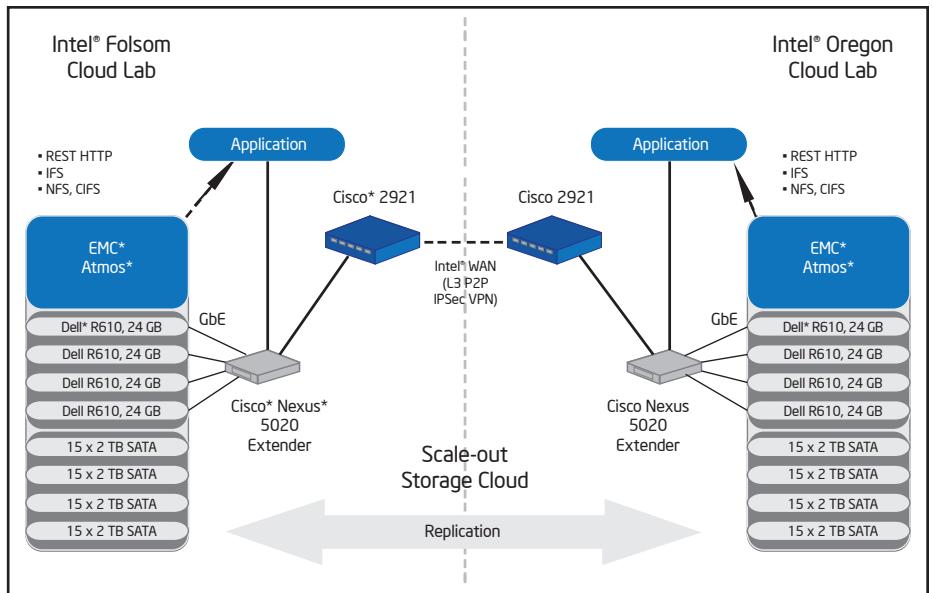 Intel® Folsom
Cloud Lab
Intel® Oregon
Cloud Lab
Application
Application
▪ REST HTTP
▪ IFS
▪ NFS, CIFS
▪ REST HTTP
▪ IFS
▪ NFS, CIFS
Cisco* 2921
Cisco 2921
EMC*
Atmos*
Intel® WAN
(L3 P2P
IPSec VPN)
EMC*
Atmos*
Dell* R610, 24 GB
Dell R610, 24 GB
Dell R610, 24 GB
Dell R610, 24 GB
GbE
GbE
Dell* R610, 24 GB
Dell R610, 24 GB
Dell R610, 24 GB
Dell R610, 24 GB
Cisco* Nexus*
5020
Extender
Cisco Nexus
5020
Extender
15 x 2 TB SATA
15 x 2 TB SATA
15 x 2 TB SATA
15 x 2 TB SATA
Scale-out
Storage Cloud
15 x 2 TB SATA
15 x 2 TB SATA
15 x 2 TB SATA
15 x 2 TB SATA
Replication